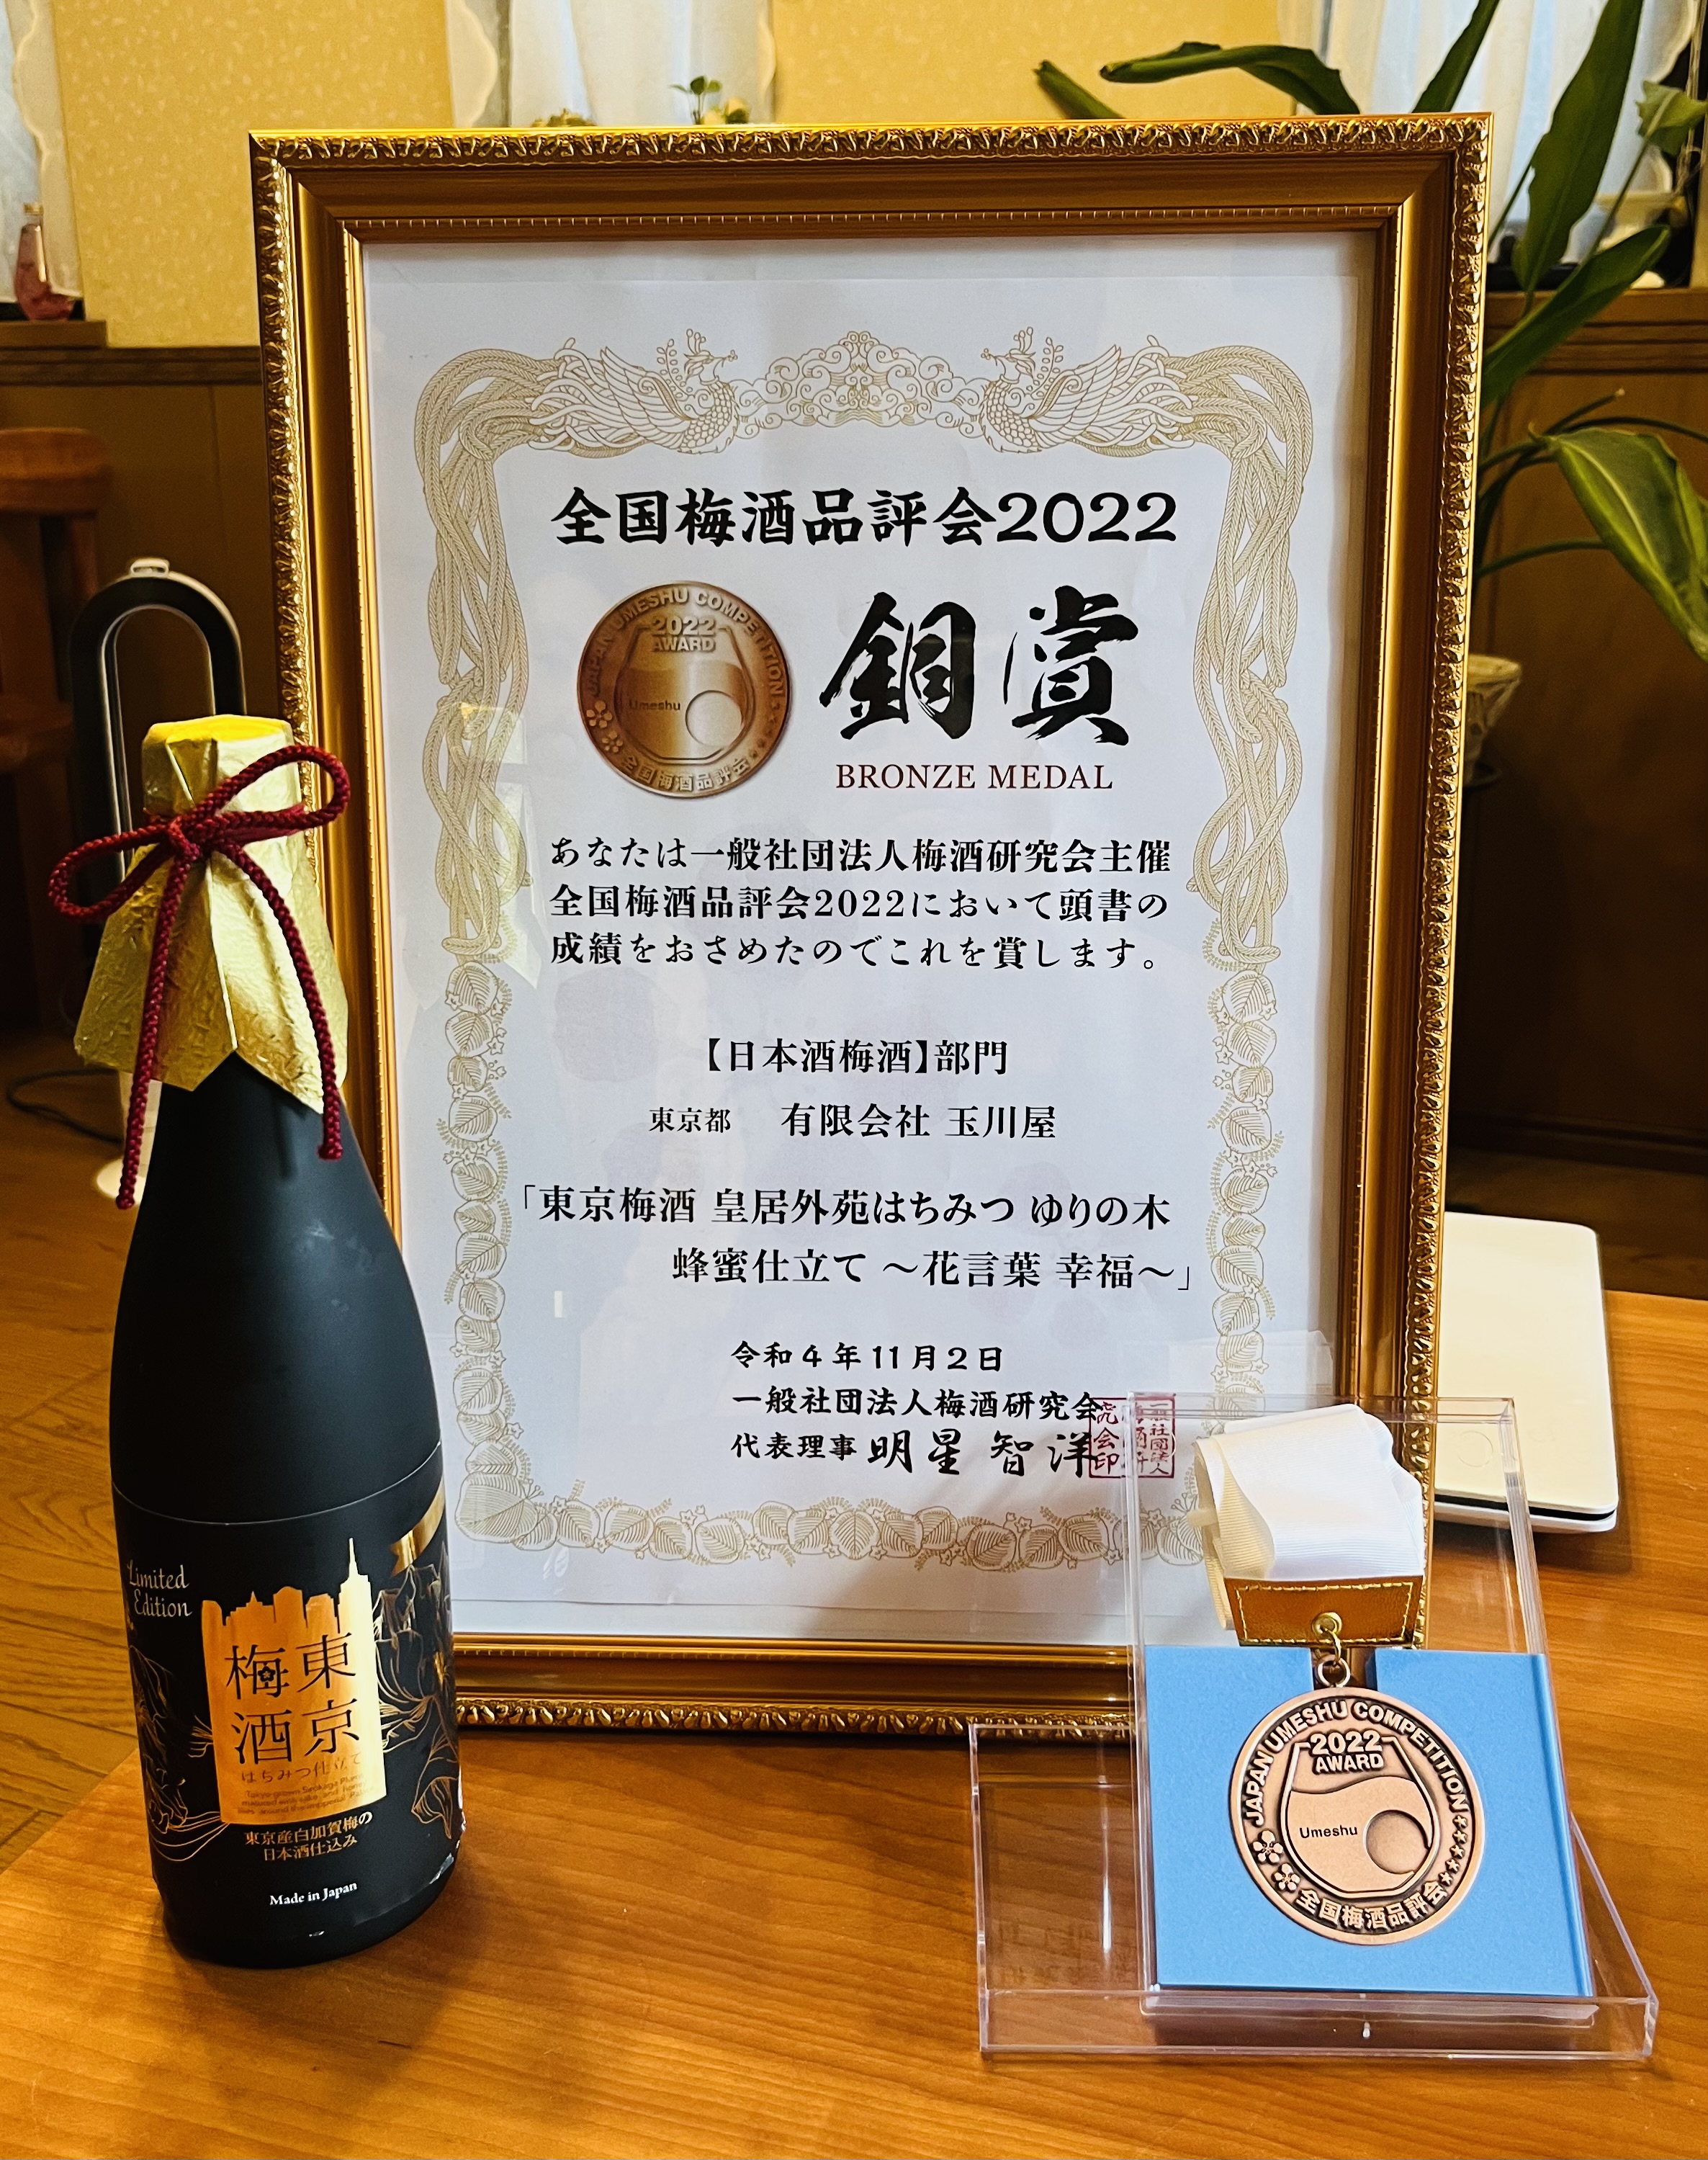 全国梅酒品評会2022
JAPAN UMESHU COMPETITION
2022
AWARD
Umeshu
全国梅酒品評会
銅賞
BRONZE MEDAL
あなたは一般社団法人梅酒研究会主催
全国梅酒品評会2022において頭書の
成績をおさめたのでこれを賞します。
【日本酒梅酒】部門
東京都 有限会社 玉川屋
「東京梅酒 皇居外苑はちみつ ゆりの木
蜂蜜仕立て ～花言葉 幸福～」
令和4年11月2日
一般社団法人梅酒研究会
代表理事 明星 智洋
Limited
Edition
東京
梅酒
はちみつ仕立て
東京産白加賀梅の
日本酒仕込み
Made in Japan
JAPAN UMESHU COMPETITION
2022
AWARD
Umeshu
全国梅酒品評会